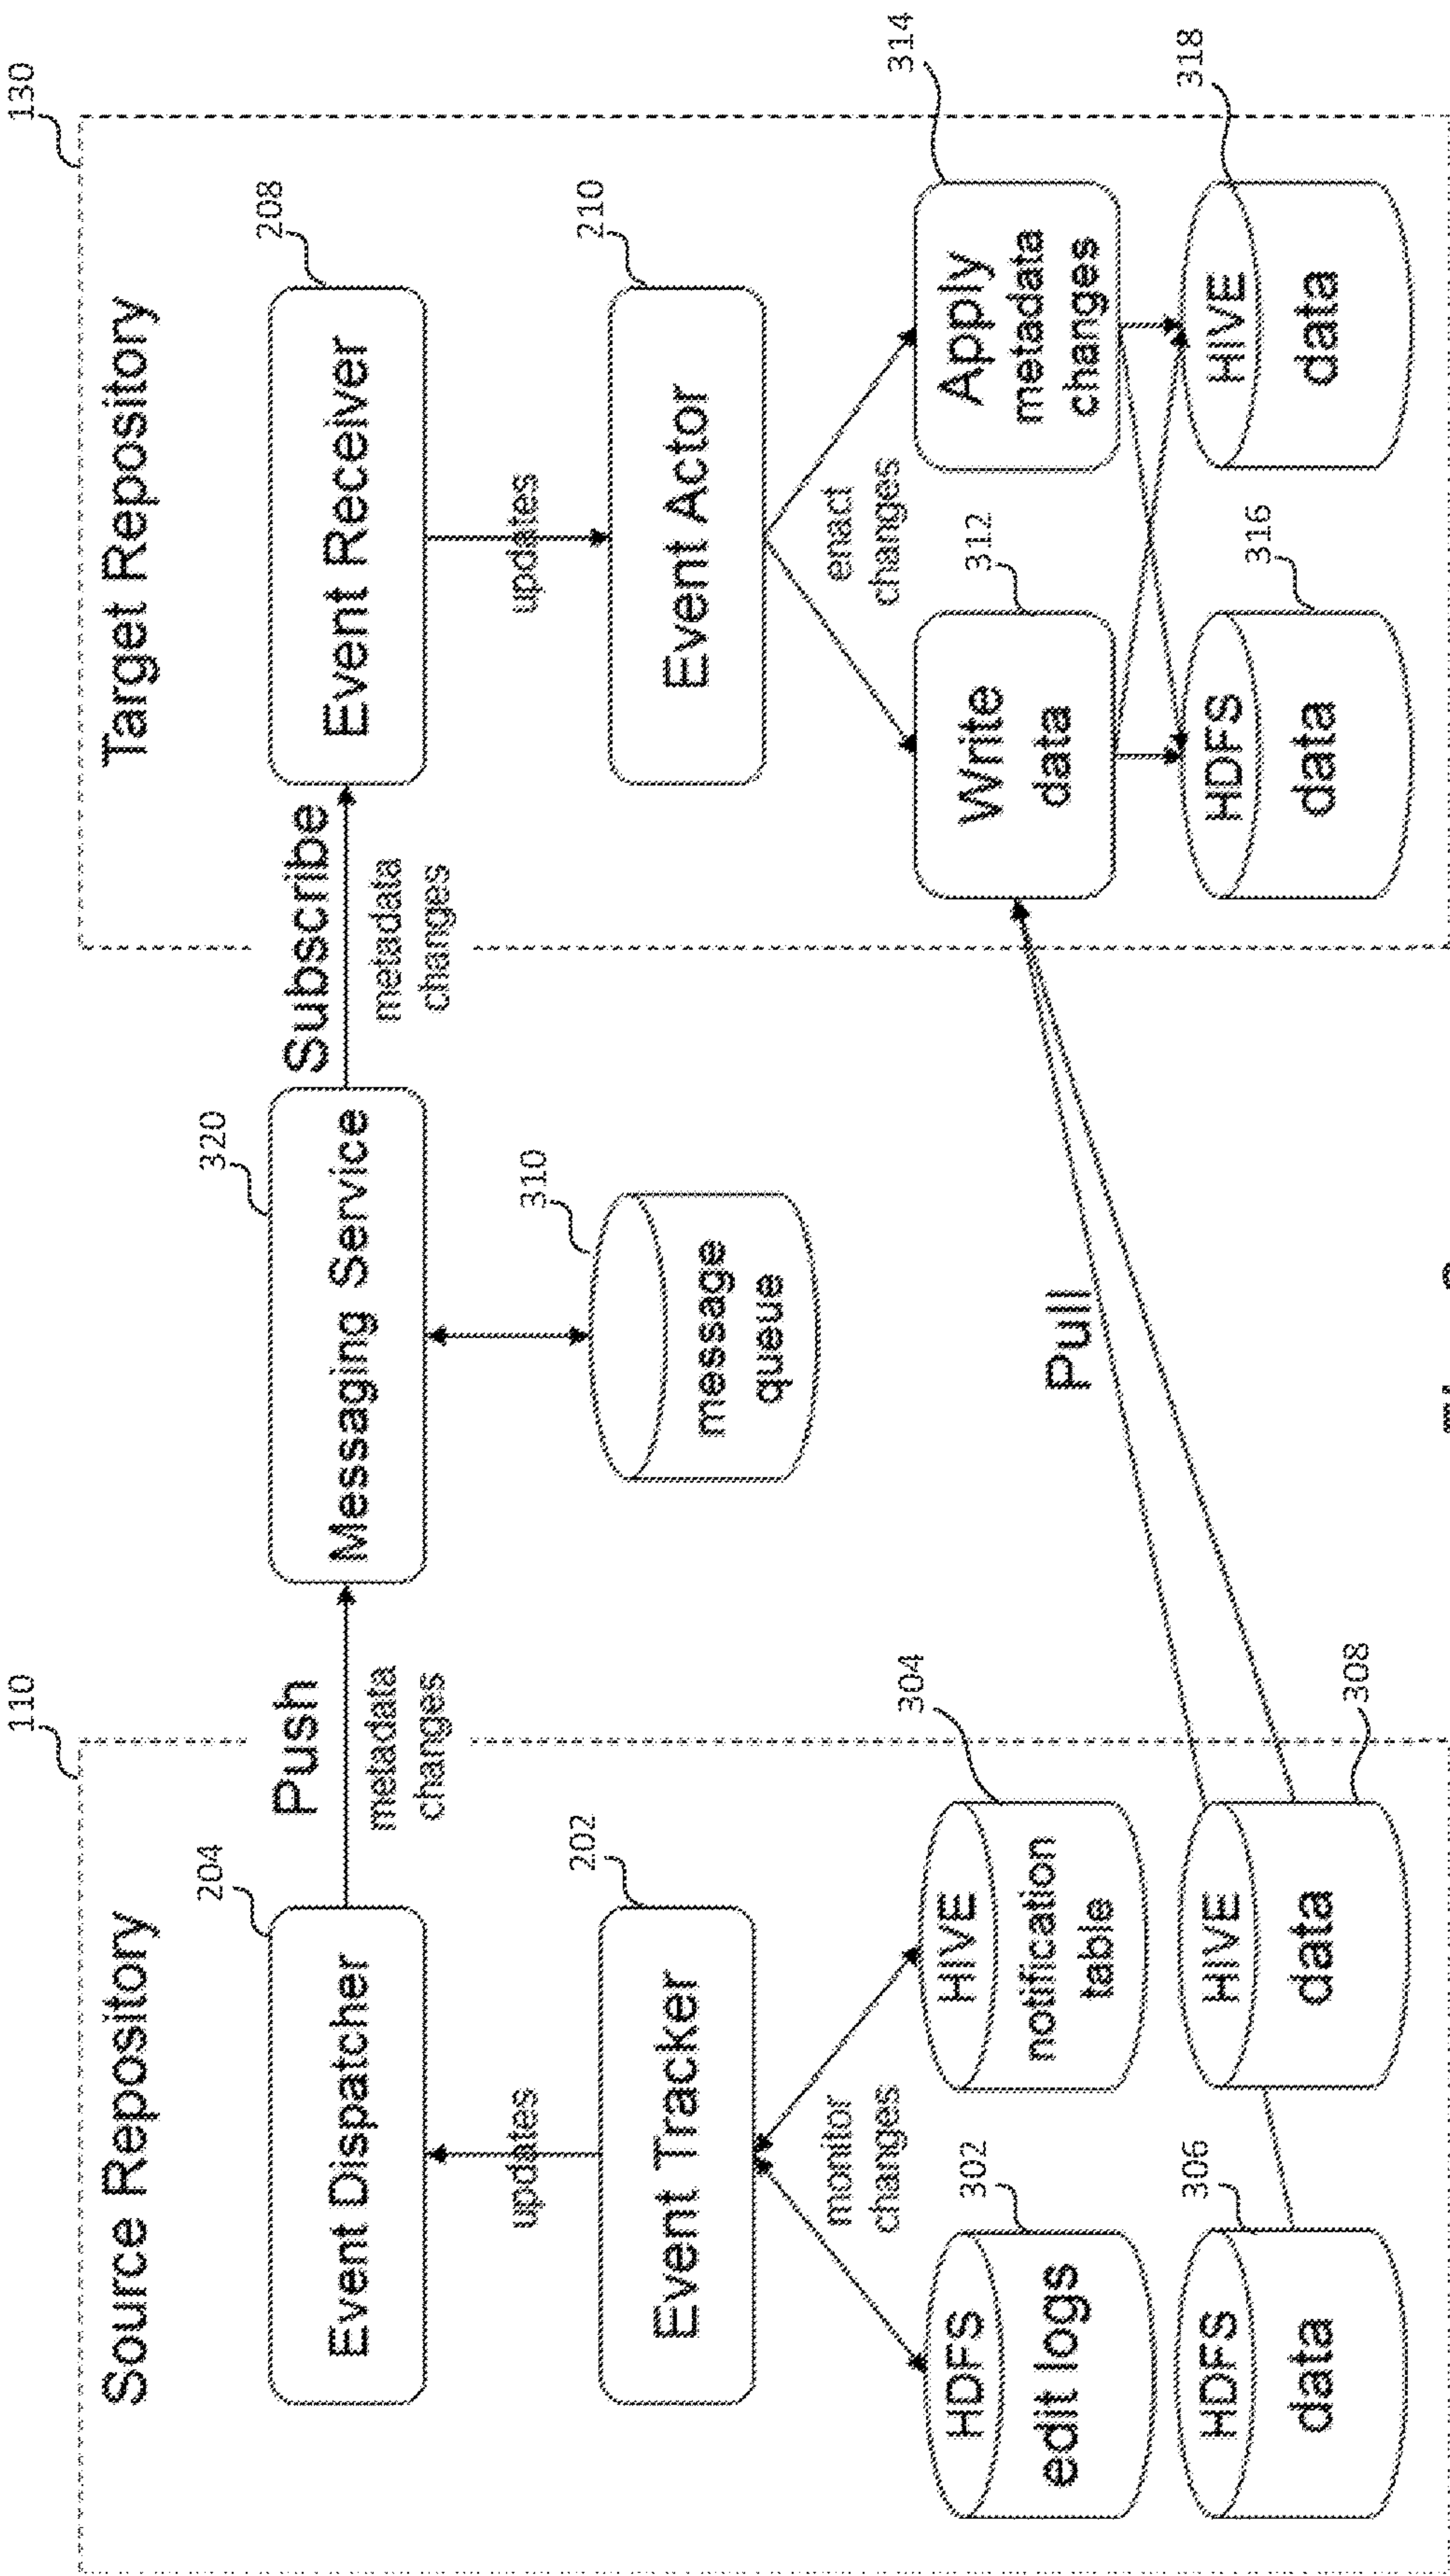 110
Source Repository
204
Event Dispatcher
updates
202
Event Tracker
monitor
changes
302
HDFS
edit logs
304
HIVE
notification
table
306
HDFS
data
308
HIVE
data
Push
metadata
changes
320
Messaging Service
310
message
queue
Pull
Subscribe
metadata
changes
130
Target Repository
208
Event Receiver
updates
210
Event Actor
enact
changes
312
Write
data
314
Apply
metadata
changes
316
HDFS
data
318
HIVE
data